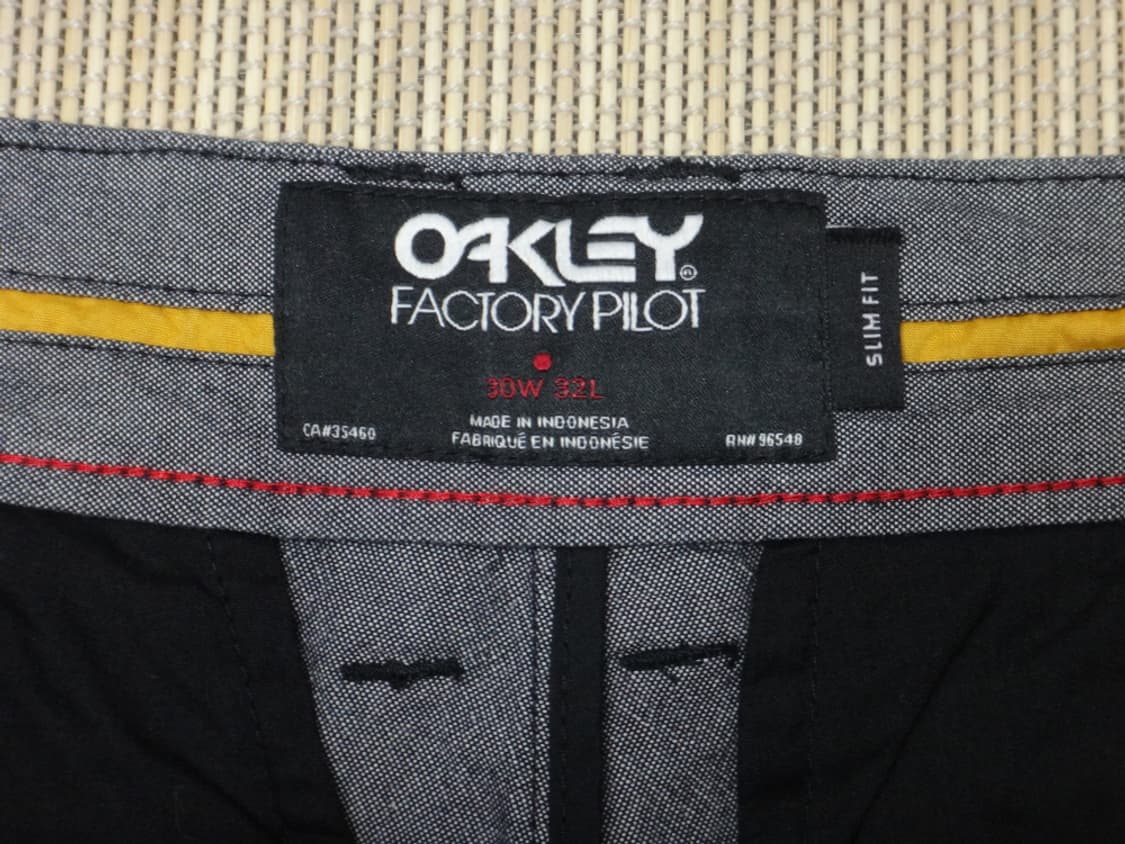 OAKLEY®
FACTORY PILOT
30W 32L
MADE IN INDONESIA
FABRIQUÉ EN INDONÉSIE
CA#35460
RN#96548
SLIM FIT